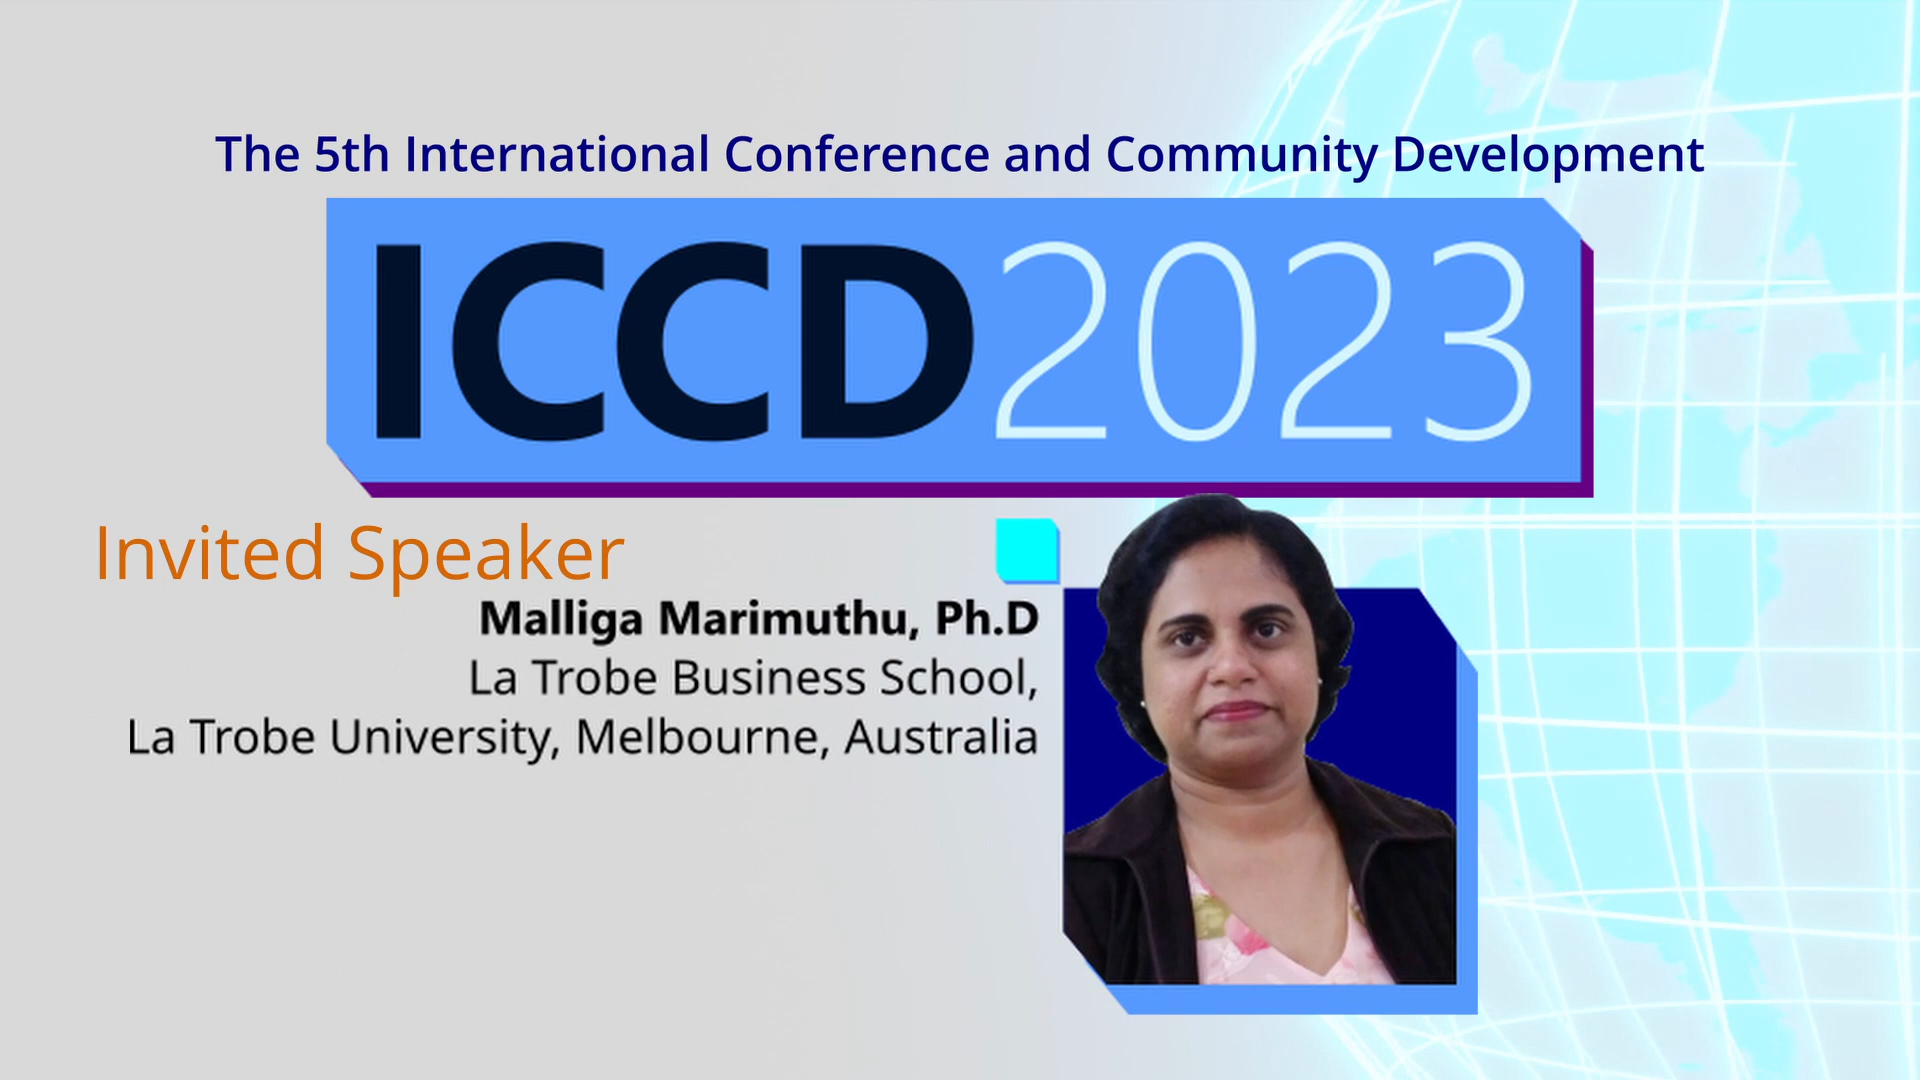 The 5th International Conference and Community Development
ICCD2023
Invited Speaker
Malliga Marimuthu, Ph.D
La Trobe Business School,
La Trobe University, Melbourne, Australia